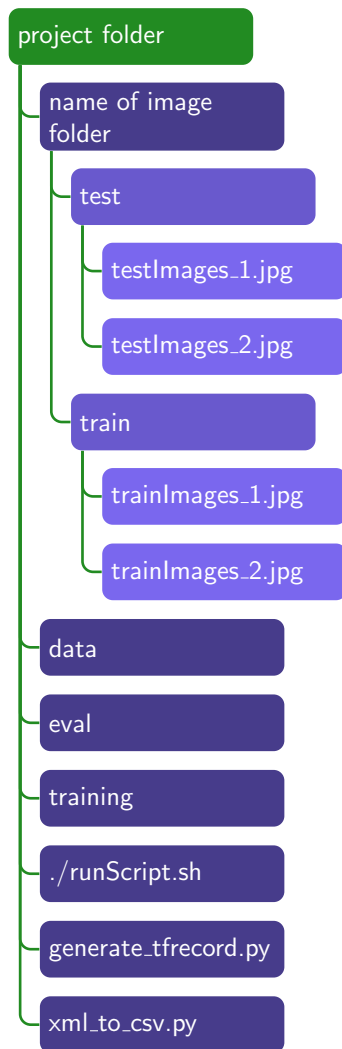 project folder
name of image
folder
test
testImages_1.jpg
testImages_2.jpg
train
trainImages_1.jpg
trainImages_2.jpg
data
eval
training
./runScript.sh
generate_tfrecord.py
xml_to_csv.py